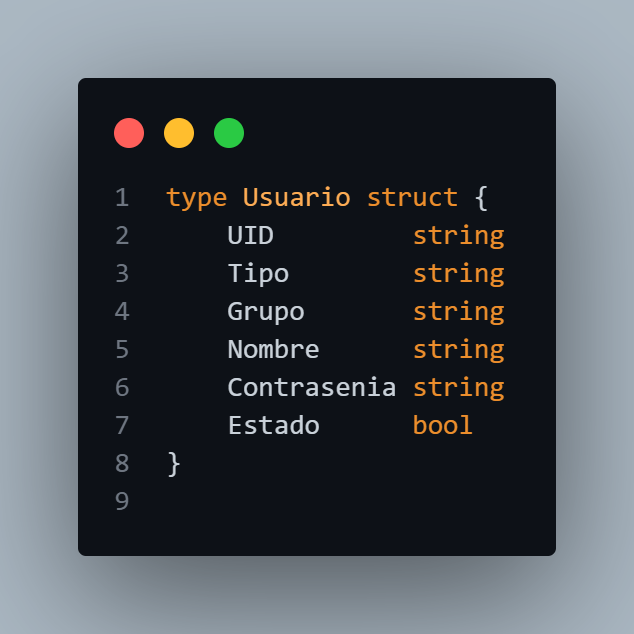 1 type Usuario struct {
2 UID string
3 Tipo string
4 Grupo string
5 Nombre string
6 Contrasenia string
7 Estado bool
8 }
9